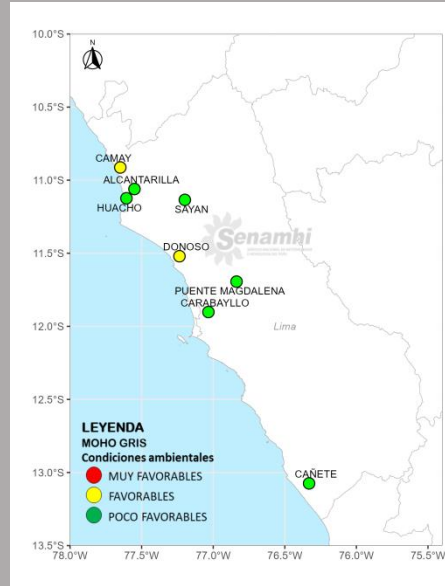 10.0°S
N
10.5°S
CAMAY
11.0°S
ALCANTARILLA
HUACHO
SAYAN
11.5°S
DONOSO
Senamhi
PUENTE MAGDALENA
CARABAYLLO
12.0°S
Lima
12.5°S
LEYENDA
MOHO GRIS
Condiciones ambientales
13.0°S
CAÑETE
MUY FAVORABLES
FAVORABLES
POCO FAVORABLES
13.5°S
78.0°W 77.5°W 77.0°W 76.5°W 76.0°W 75.5°W